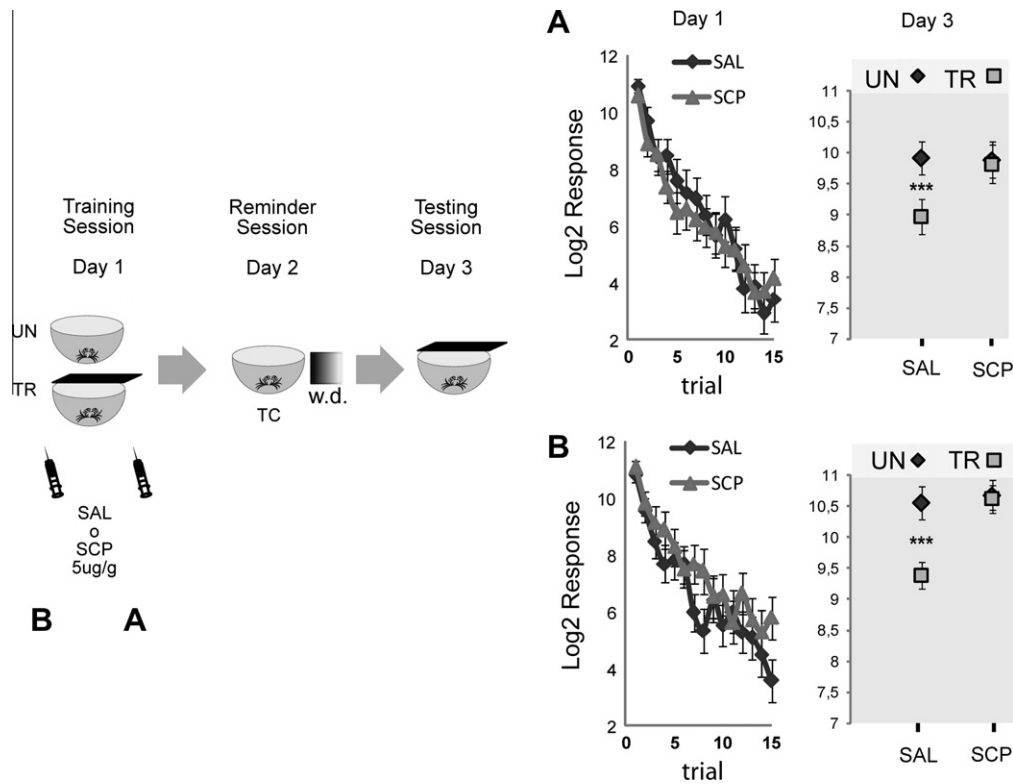 Training
Session
Day 1
UN
TR
SAL
o
SCP
5ug/g
B
A
Reminder
Session
Day 2
TC
w.d.
Testing
Session
Day 3
A
Day 1
Day 3
SAL
SCP
Log2 Response
12
10
8
6
4
2
0
5
10
15
trial
UN
TR
11
10,5
10
9,5
9
8,5
8
7,5
7
***
SAL
SCP
B
SAL
SCP
Log2 Response
12
10
8
6
4
2
0
5
10
15
trial
UN
TR
11
10,5
10
9,5
9
8,5
8
7,5
7
***
SAL
SCP